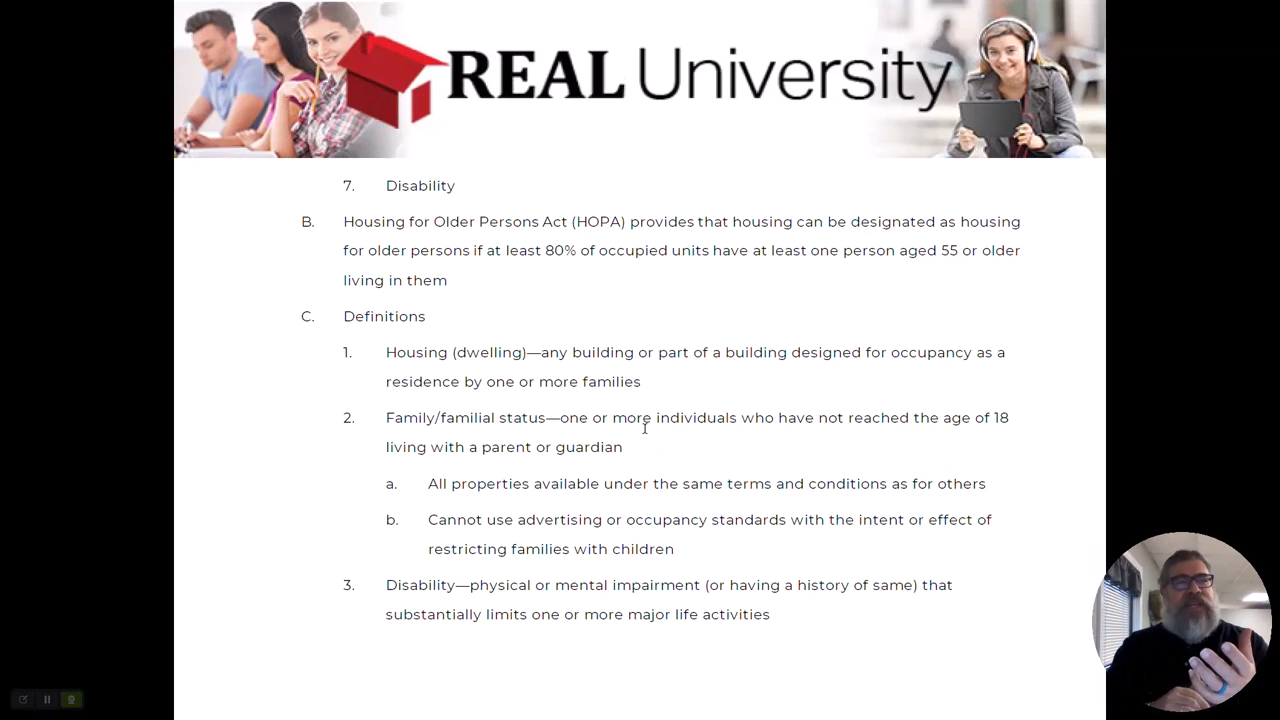 REAL University
7. Disability
B. Housing for Older Persons Act (HOPA) provides that housing can be designated as housing
for older persons if at least 80% of occupied units have at least one person aged 55 or older
living in them
C. Definitions
1. Housing (dwelling)—any building or part of a building designed for occupancy as a
residence by one or more families
2. Family/familial status—one or more individuals who have not reached the age of 18
living with a parent or guardian
a. All properties available under the same terms and conditions as for others
b. Cannot use advertising or occupancy standards with the intent or effect of
restricting families with children
3. Disability—physical or mental impairment (or having a history of same) that
substantially limits one or more major life activities